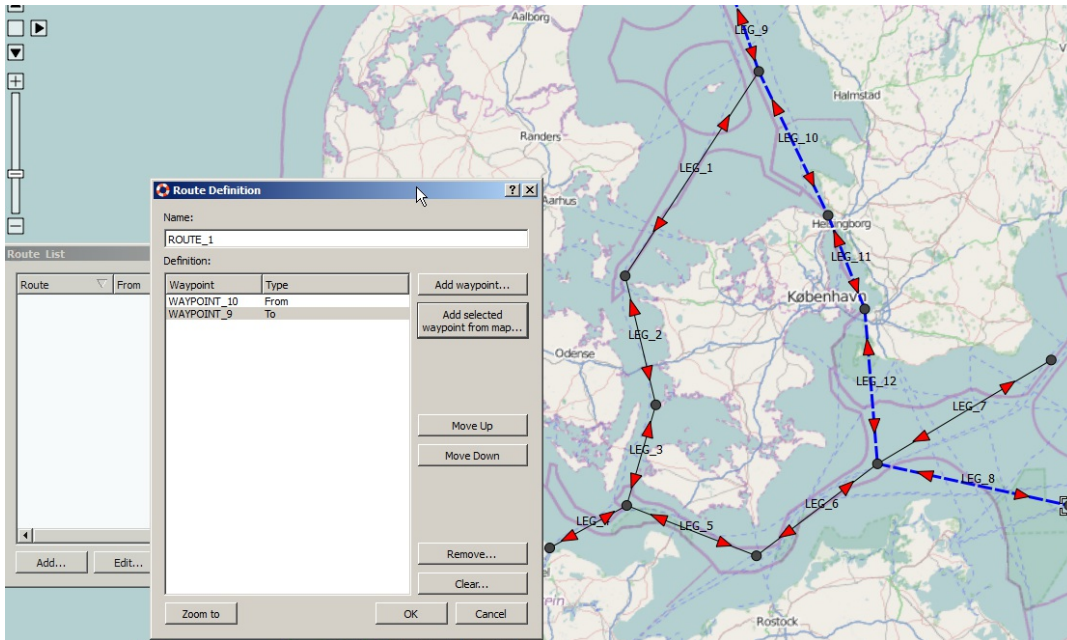 Aalborg
LEG_9
Halmstad
LEG_10
Randers
LEG_1
Aarhus
Helsingborg
LEG_11
København
LEG_2
Odense
LEG_12
LEG_7
LEG_3
LEG_8
LEG_4
LEG_5
LEG_6
Rostock
Route List
Route
From
Add...
Edit...
Route Definition
Name:
ROUTE_1
Definition:
Waypoint Type
WAYPOINT_10 From
WAYPOINT_9 To
Add waypoint...
Add selected
waypoint from map...
Move Up
Move Down
Remove...
Clear...
Zoom to
OK
Cancel